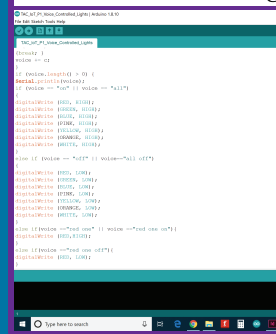 TAC_IoT_P1_Voice_Controlled_Lights | Arduino 1.8.10
File Edit Sketch Tools Help
TAC_IoT_P1_Voice_Controlled_Lights
{break; }
voice += c;
}
if (voice.length() > 0) {
Serial.println(voice);
if (voice == "on" || voice == "all")
{
digitalWrite (RED, HIGH);
digitalWrite (GREEN, HIGH);
digitalWrite (BLUE, HIGH);
digitalWrite (PINK, HIGH);
digitalWrite (YELLOW, HIGH);
digitalWrite (ORANGE, HIGH);
digitalWrite (WHITE, HIGH);
}
else if (voice == "off" || voice=="all off")
{
digitalWrite (RED, LOW);
digitalWrite (GREEN, LOW);
digitalWrite (BLUE, LOW);
digitalWrite (PINK, LOW);
digitalWrite (YELLOW, LOW);
digitalWrite (ORANGE, LOW);
digitalWrite (WHITE, LOW);
}
else if(voice =="red one" || voice =="red one on"){
digitalWrite (RED,HIGH);
}
else if(voice =="red one off"){
digitalWrite (RED, LOW);
}
Type here to search